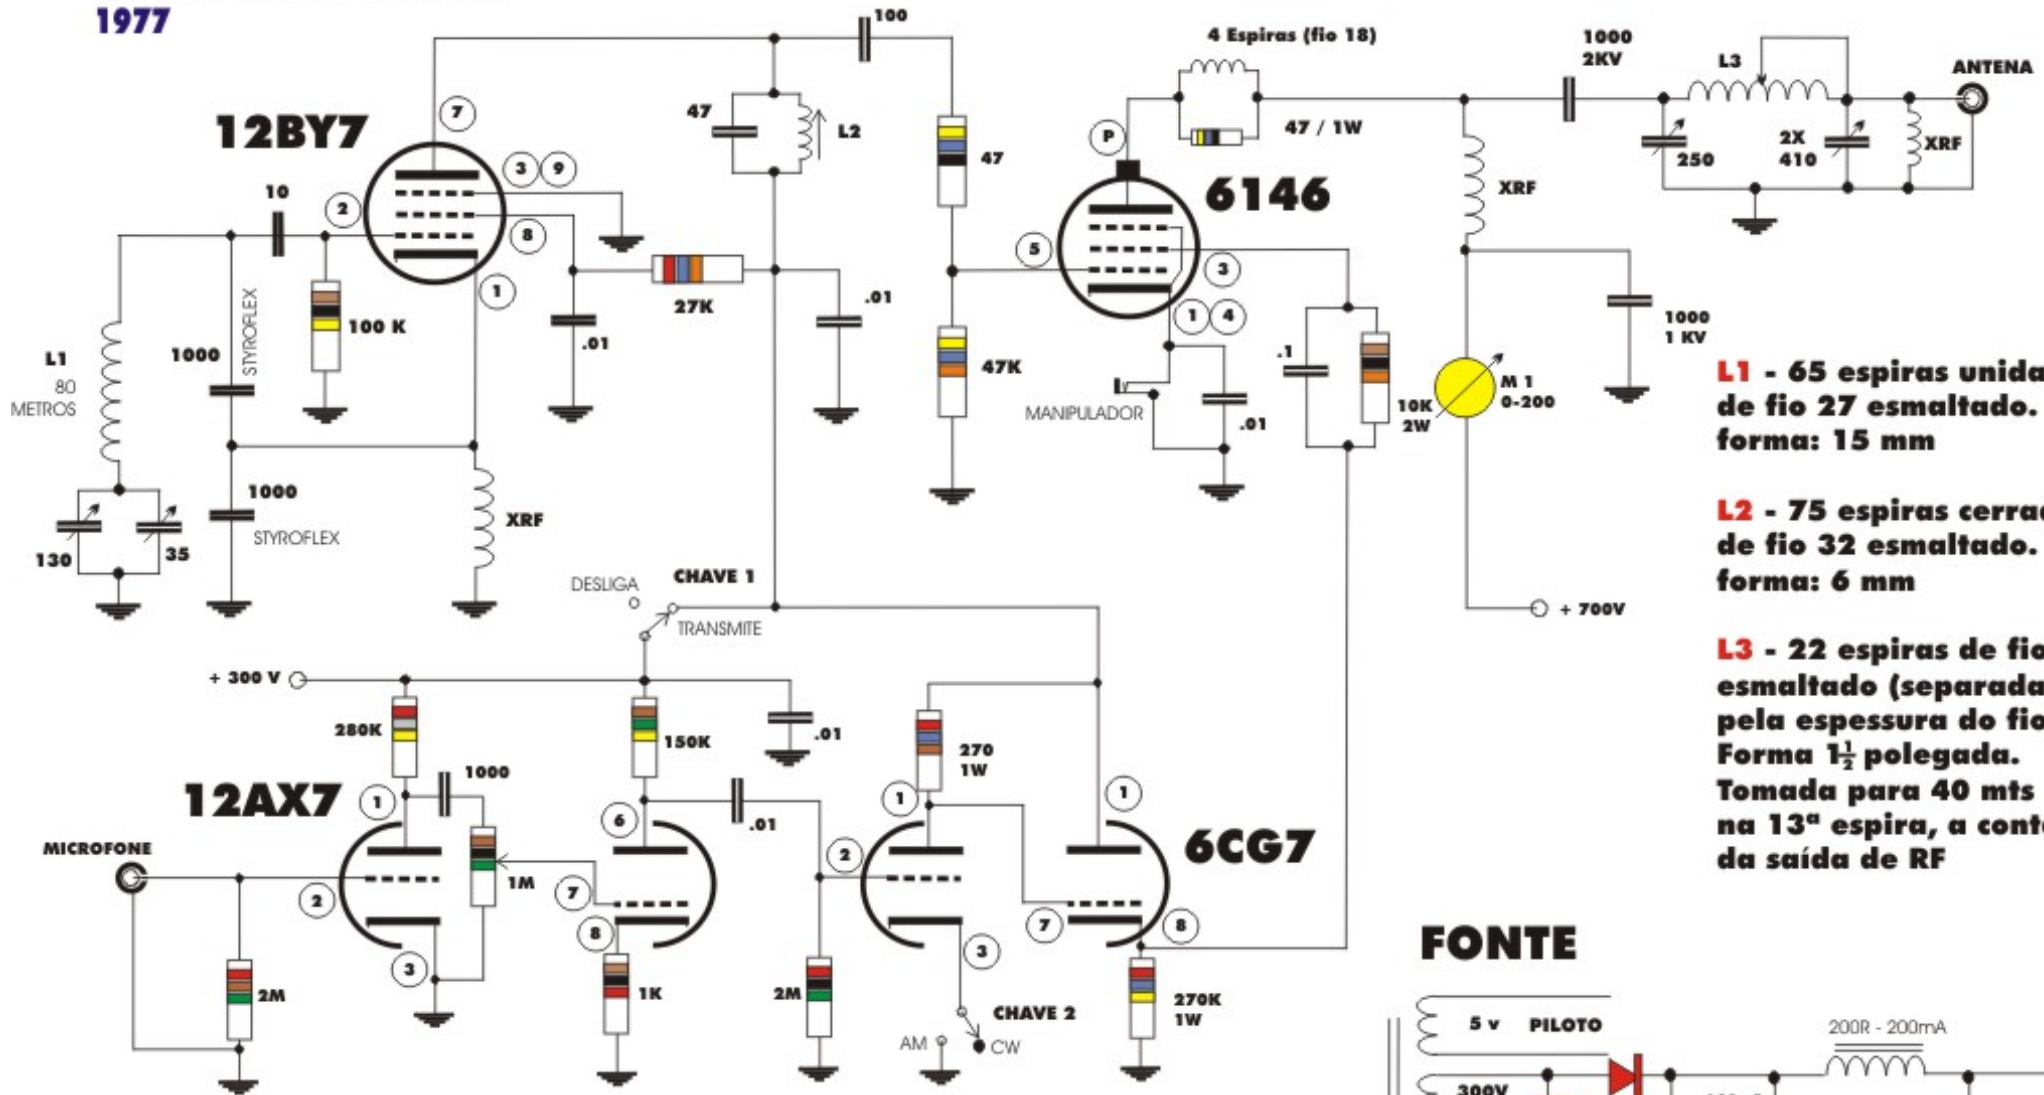 1977
100
4 Espiras (fio 18)
1000
2KV
L3
ANTENA
12BY7
7
47
L2
47
P
47 / 1W
250
2X
410
XRF
3 9
10
2
8
6146
XRF
5
3
1
27K
.01
1 4
100 K
.01
L1
80
METROS
1000
STYROFLEX
47K
.1
MANIPULADOR
.01
10K
2W
M 1
0-200
1000
1 KV
1000
STYROFLEX
XRF
130
35
L1 - 65 espiras unida
de fio 27 esmaltado.
forma: 15 mm
L2 - 75 espiras cerra
de fio 32 esmaltado.
forma: 6 mm
L3 - 22 espiras de fio
esmaltado (separada
pela espessura do fio
Forma 1½ polegada.
Tomada para 40 mts
na 13ª espira, a cont
da saída de RF
DESLIGA
CHAVE 1
TRANSMITE
+ 700V
+ 300 V
280K
150K
.01
270
1W
12AX7
1
1000
6
.01
1
1
6CG7
MICROFONE
2
1M
7
2
8
7
8
3
3
2M
1K
2M
CHAVE 2
AM
CW
270K
1W
FONTE
5 v
PILOTO
200R - 200mA
300V